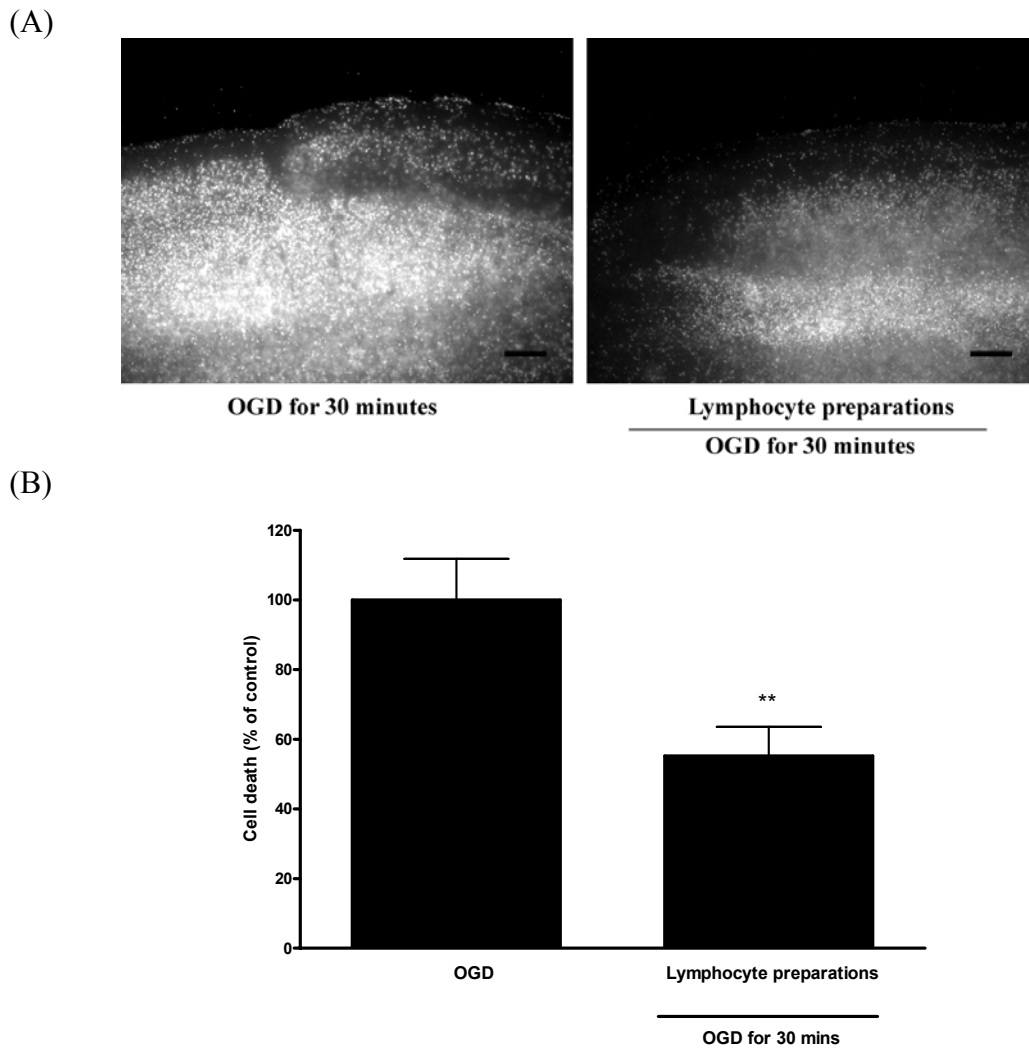 (A)
OGD for 30 minutes
Lymphocyte preparations
OGD for 30 minutes
(B)
Cell death (% of control)
120
100
80
60
40
20
0
**
OGD
Lymphocyte preparations
OGD for 30 mins